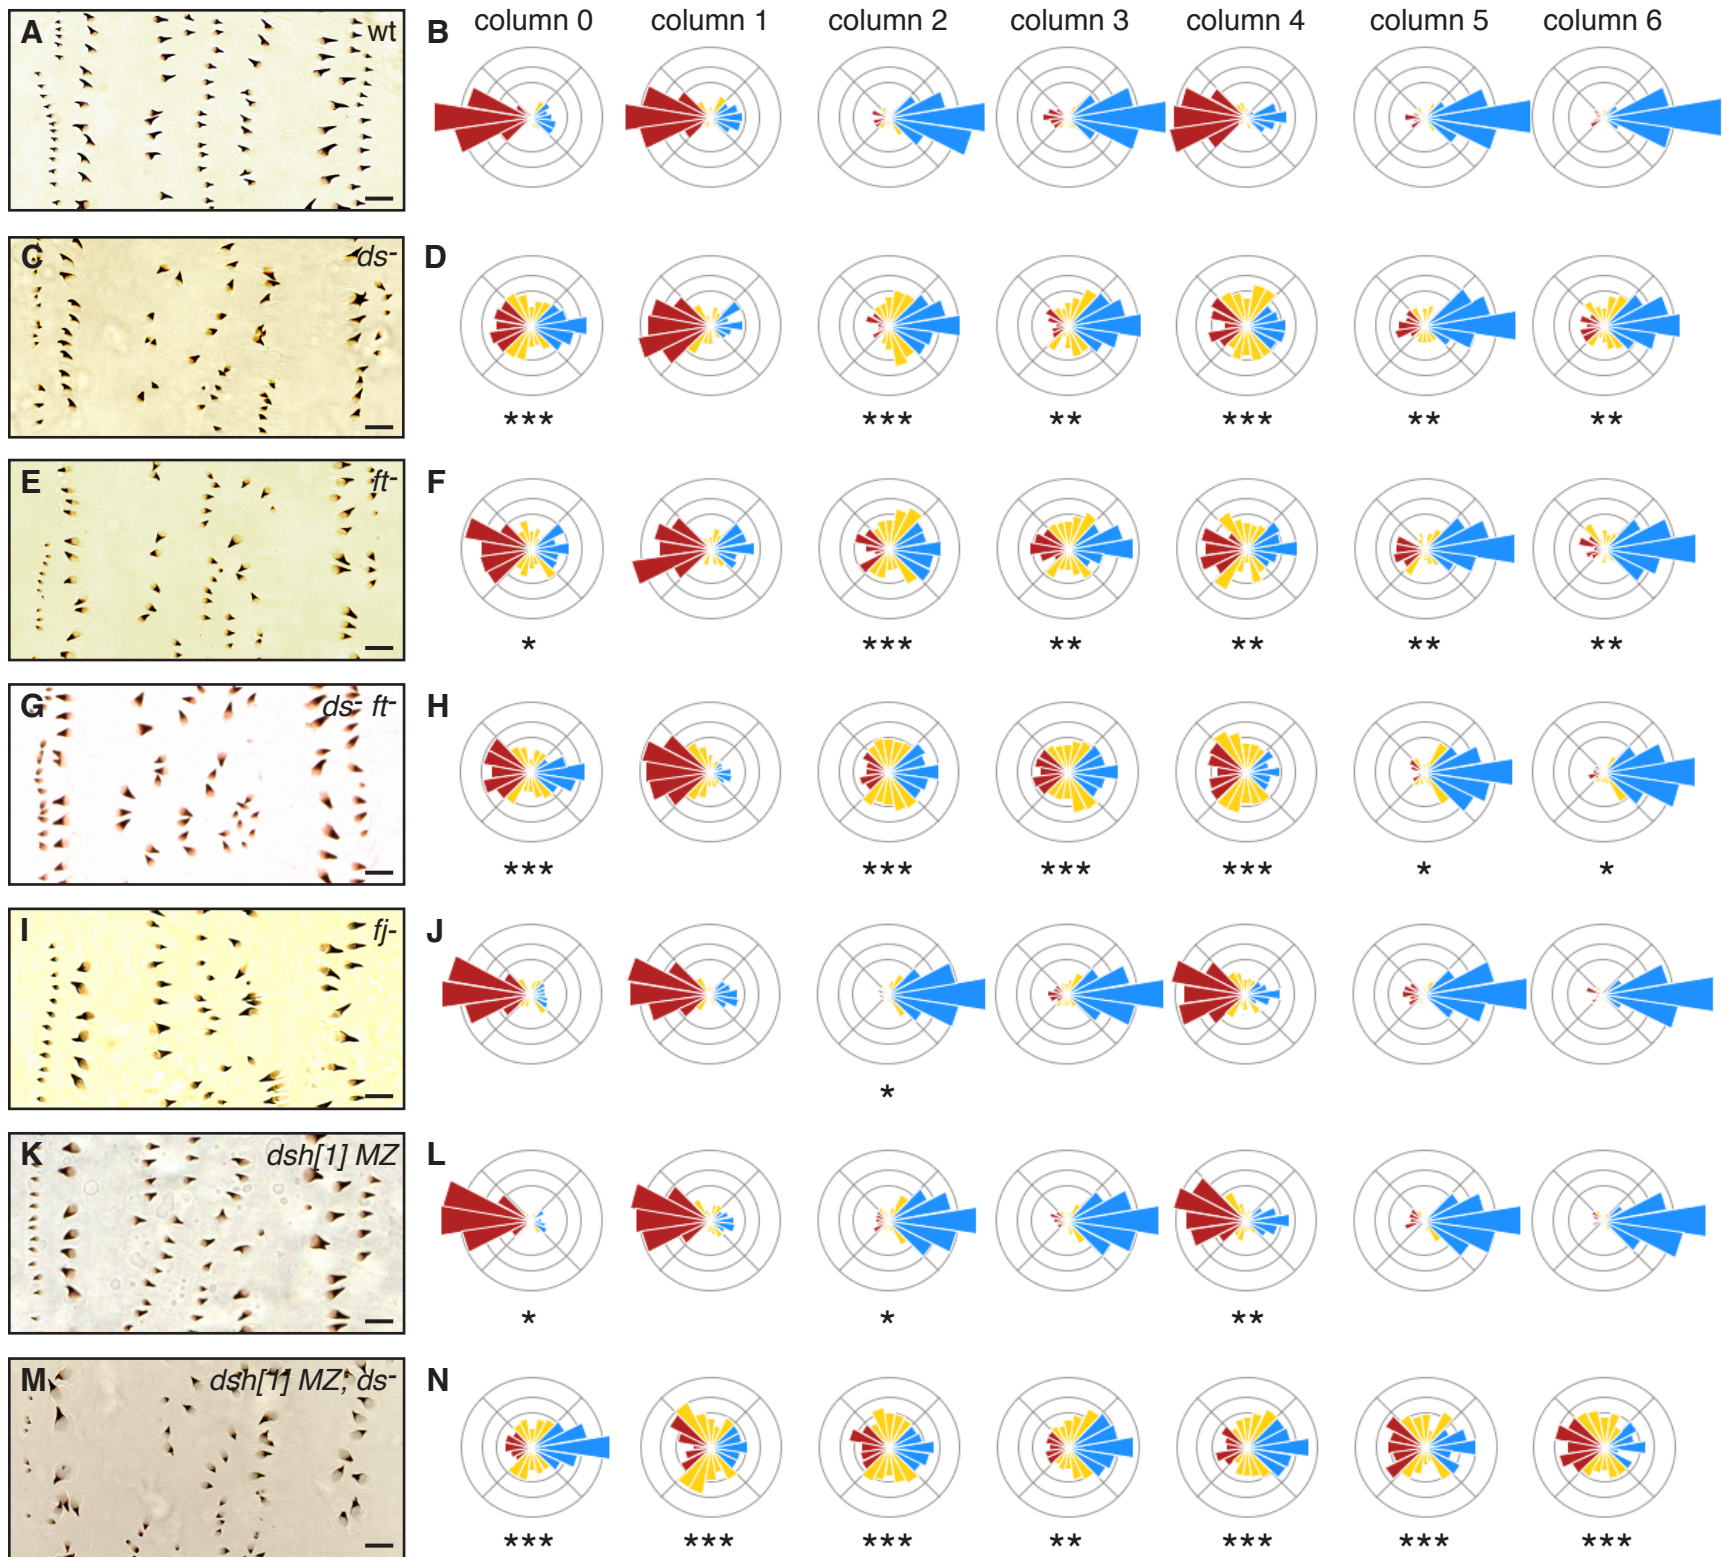 column 0 column 1 column 2 column 3 column 4 column 5 column 6
A wt B
C ds- D
*** *** ** *** ** **
E ft- F
* *** ** ** ** **
G ds- ft- H
*** *** *** *** * *
I fj- J
*
K dsh[1] MZ L
* * **
M dsh[1] MZ; ds- N
*** *** *** ** *** *** ***